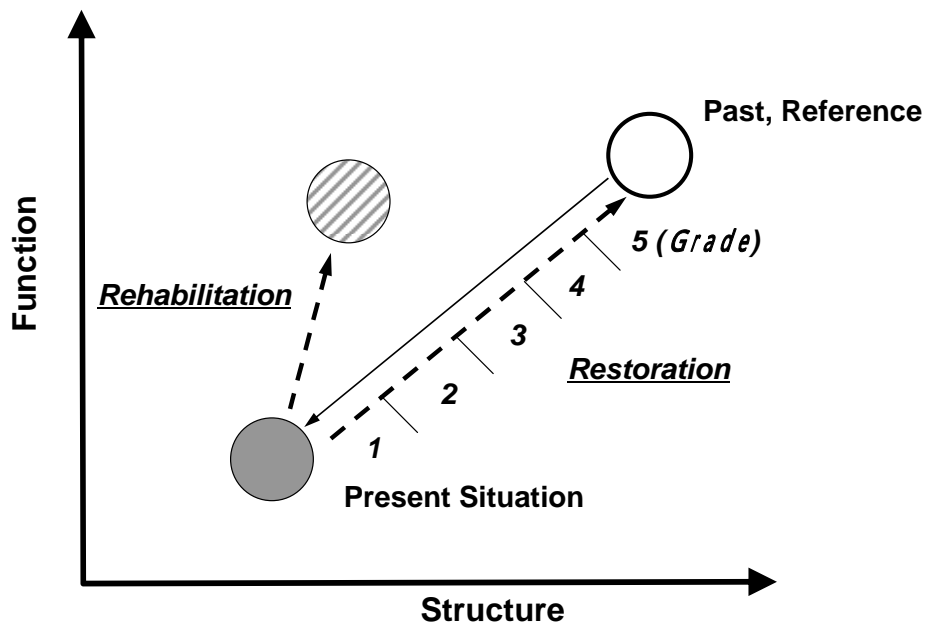 Past, Reference
5 (Grade)
4
3
2
1
Rehabilitation
Restoration
Present Situation
Function
Structure